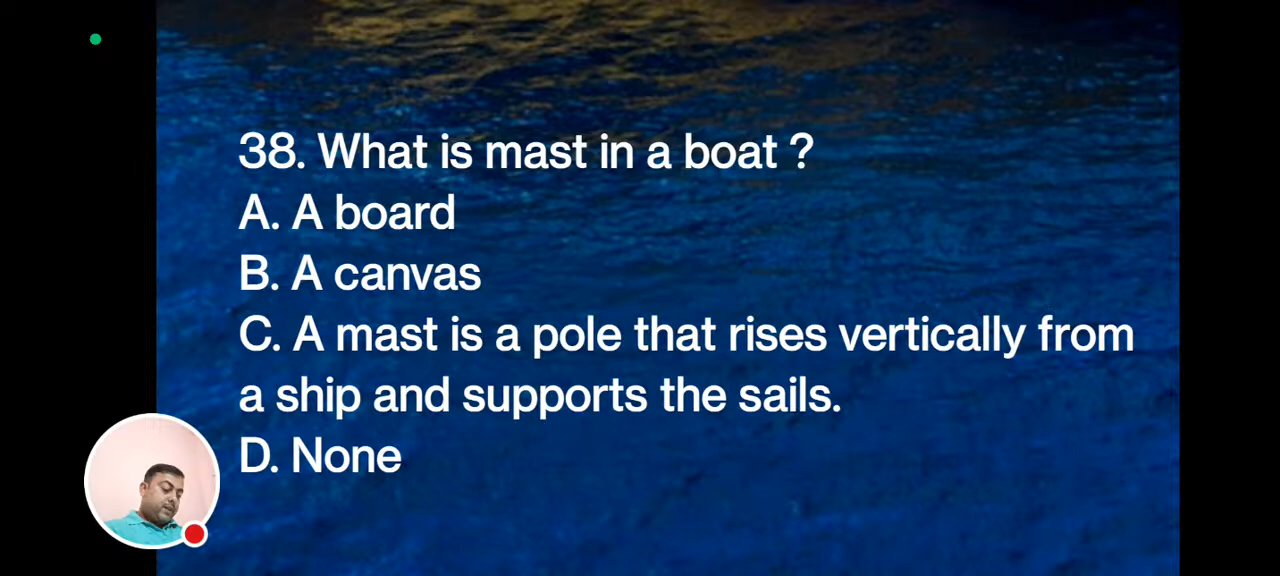 38. What is mast in a boat ?
A. A board
B. A canvas
C. A mast is a pole that rises vertically from
a ship and supports the sails.
D. None